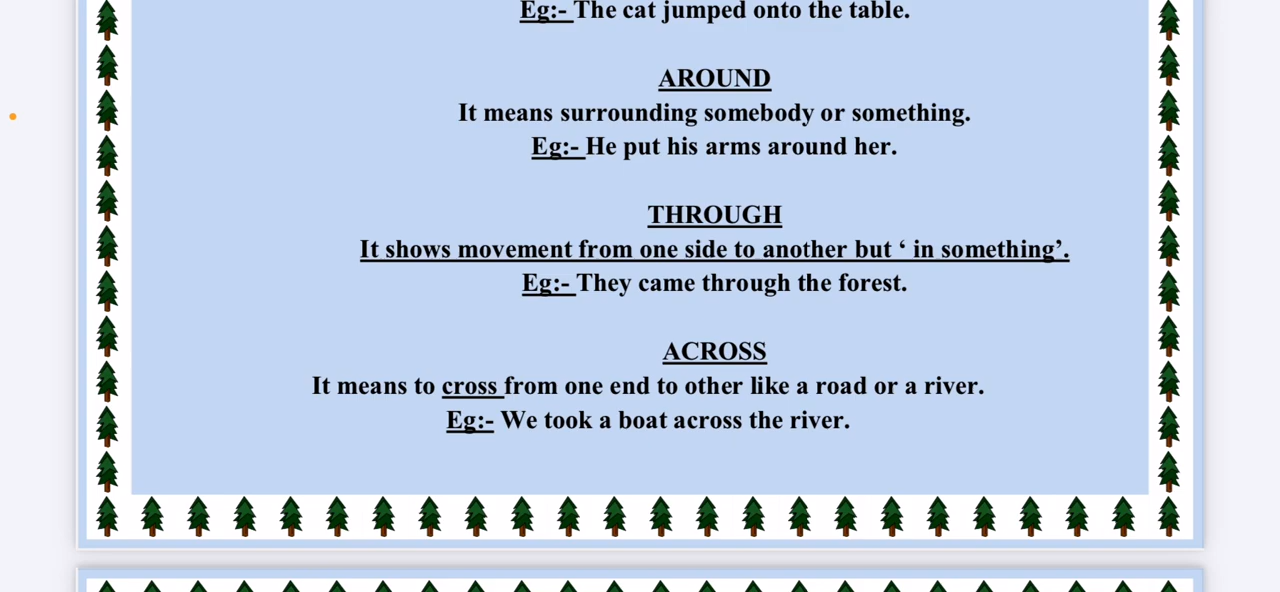 Eg:- The cat jumped onto the table.
AROUND
It means surrounding somebody or something.
Eg:- He put his arms around her.
THROUGH
It shows movement from one side to another but ‘ in something’.
Eg:- They came through the forest.
ACROSS
It means to cross from one end to other like a road or a river.
Eg:- We took a boat across the river.